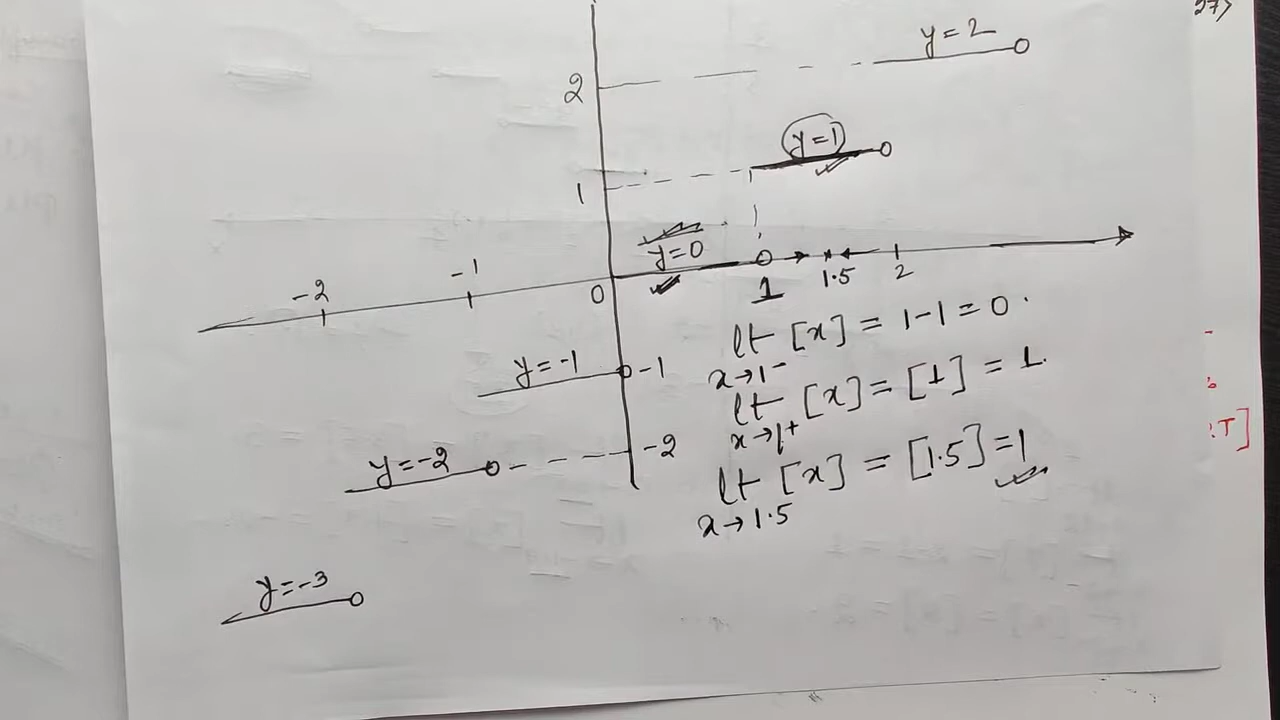 27)
y=2
2
y=1
1
y=0
-2
-1
0
1
1.5
2
lt [x] = 1-1=0.
x→1⁻
y=-1
-1
lt [x]=[1] = 1.
x→1⁺
y=-2
-2
lt [x] = [1.5]=1
x→1.5
y=-3
:T]